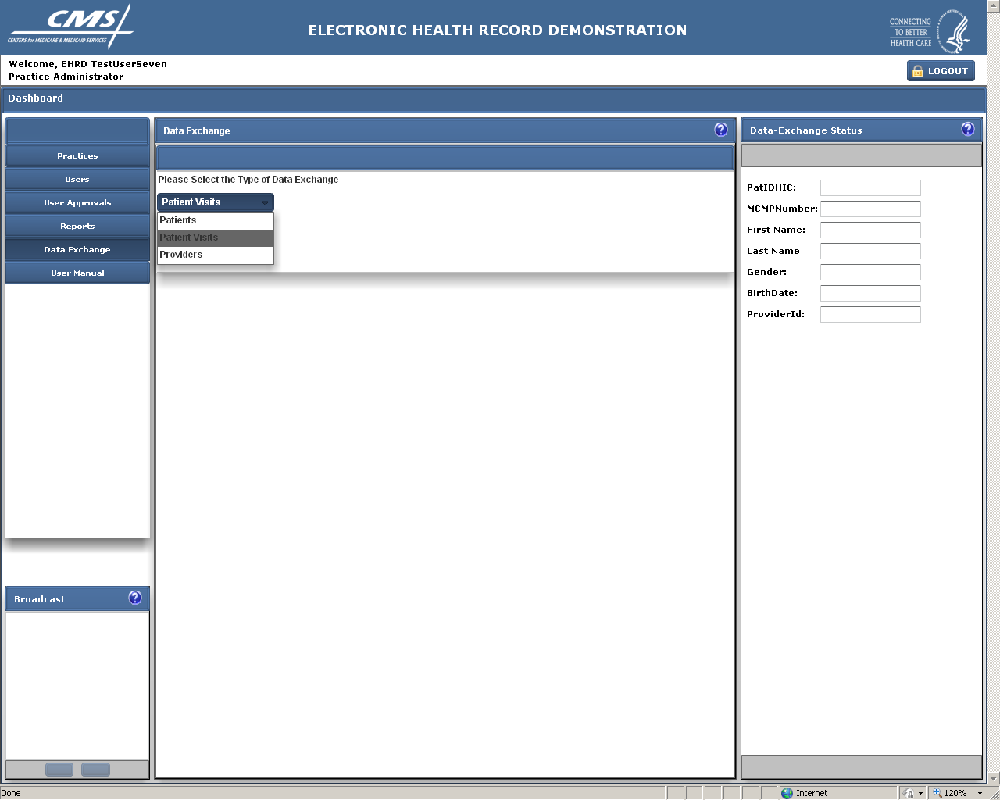 CMS
CENTERS for MEDICARE & MEDICAID SERVICES
ELECTRONIC HEALTH RECORD DEMONSTRATION
CONNECTING
TO BETTER
HEALTH CARE
Welcome, EHRD TestUserSeven
Practice Administrator
LOGOUT
Dashboard
Practices
Users
User Approvals
Reports
Data Exchange
User Manual
Broadcast
?
Data Exchange
?
Please Select the Type of Data Exchange
Patient Visits
Patients
Patient Visits
Providers
Data-Exchange Status
?
PatIDHIC:
MCMPNumber:
First Name:
Last Name
Gender:
BirthDate:
ProviderId:
Done
Internet
120%